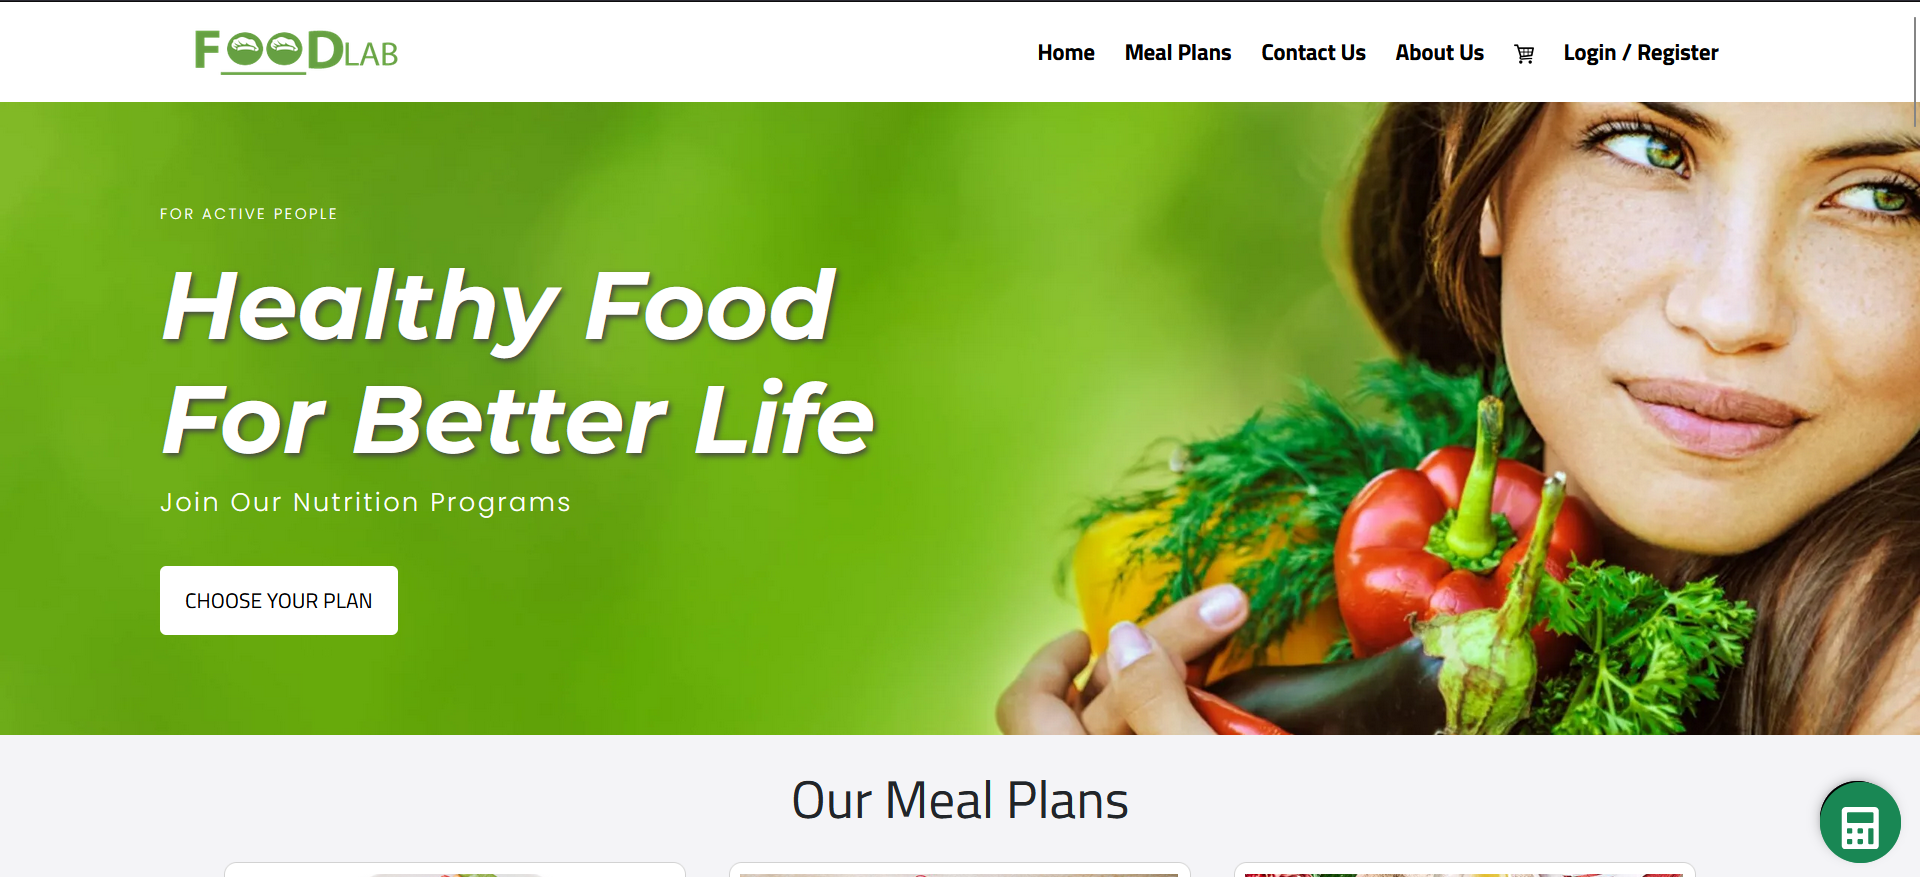 FOODLAB
Home Meal Plans Contact Us About Us Login / Register
FOR ACTIVE PEOPLE
Healthy Food
For Better Life
Join Our Nutrition Programs
CHOOSE YOUR PLAN
Our Meal Plans